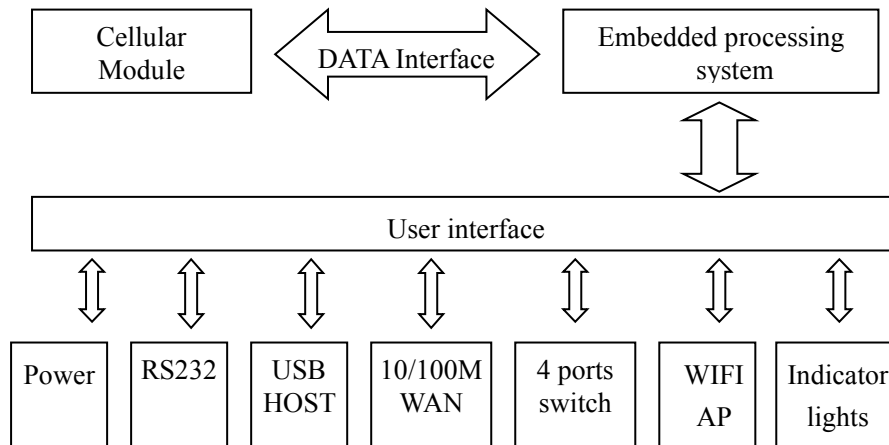 Cellular
Module
DATA Interface
Embedded processing
system
User interface
Power
RS232
USB
HOST
10/100M
WAN
4 ports
switch
WIFI
AP
Indicator
lights